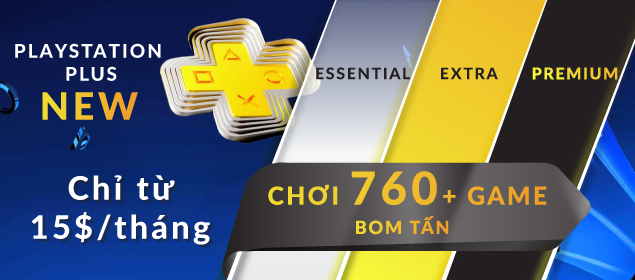 PLAYSTATION
PLUS
NEW
ESSENTIAL
EXTRA
PREMIUM
Chỉ từ
15$/tháng
CHƠI 760+ GAME
BOM TẤN